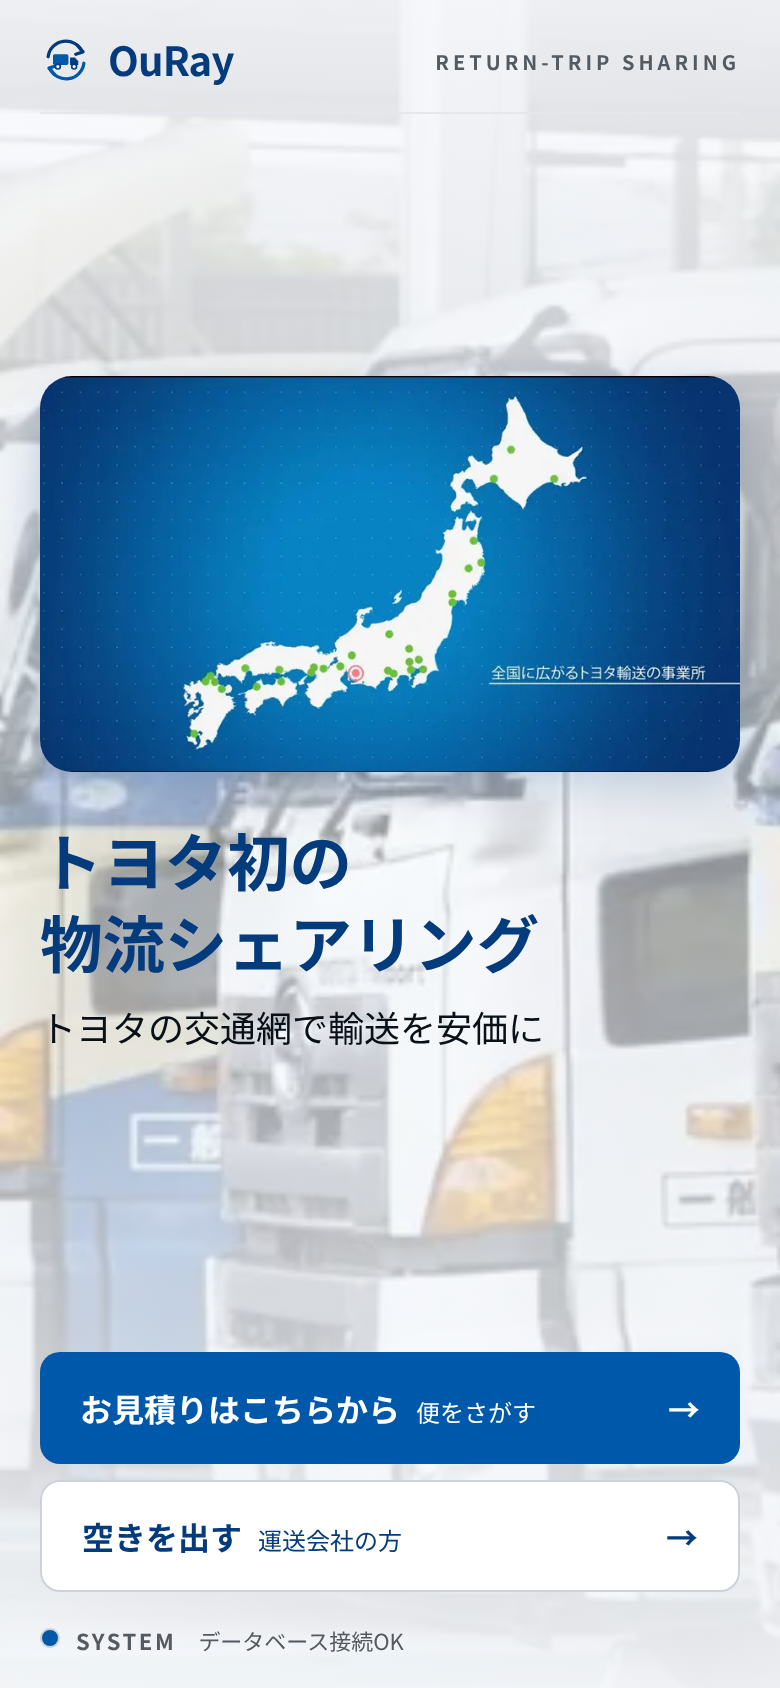 OuRay
RETURN-TRIP SHARING
全国に広がるトヨタ輸送の事業所
トヨタ初の
物流シェアリング
トヨタの交通網で輸送を安価に
一般
一般
お見積りはこちらから 便をさがす →
空きを出す 運送会社の方 →
SYSTEM データベース接続OK